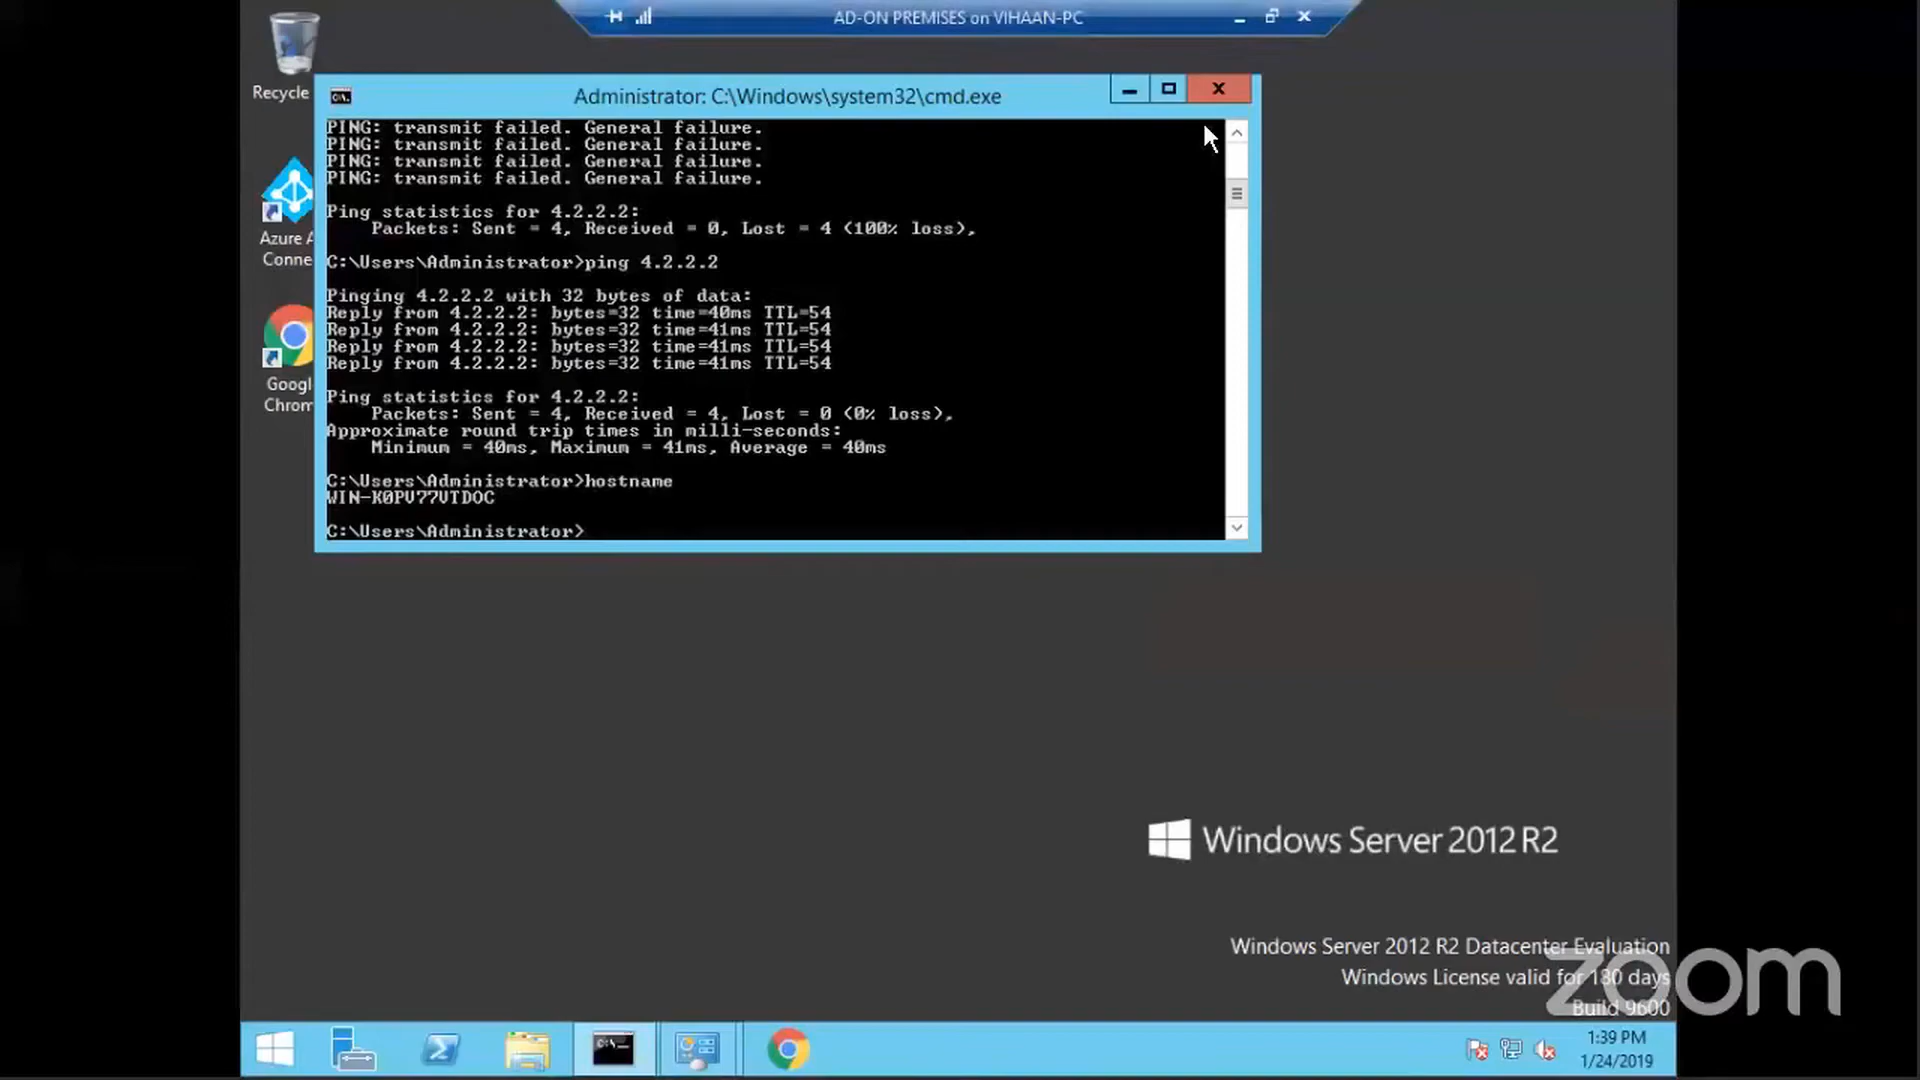 AD-ON PREMISES on VIHAAN-PC
Recycle
Administrator: C:\Windows\system32\cmd.exe
PING: transmit failed. General failure.
PING: transmit failed. General failure.
PING: transmit failed. General failure.
PING: transmit failed. General failure.
Ping statistics for 4.2.2.2:
Packets: Sent = 4, Received = 0, Lost = 4 (100% loss),
C:\Users\Administrator>ping 4.2.2.2
Pinging 4.2.2.2 with 32 bytes of data:
Reply from 4.2.2.2: bytes=32 time=40ms TTL=54
Reply from 4.2.2.2: bytes=32 time=41ms TTL=54
Reply from 4.2.2.2: bytes=32 time=41ms TTL=54
Reply from 4.2.2.2: bytes=32 time=41ms TTL=54
Ping statistics for 4.2.2.2:
Packets: Sent = 4, Received = 4, Lost = 0 (0% loss),
Approximate round trip times in milli-seconds:
Minimum = 40ms, Maximum = 41ms, Average = 40ms
C:\Users\Administrator>hostname
WIN-K0PV77VTDOC
C:\Users\Administrator>
Azure A
Conne
Googl
Chrom
Windows Server 2012 R2
Windows Server 2012 R2 Datacenter Evaluation
Windows License valid for 180 days
Build 9600
zoom
1:39 PM
1/24/2019